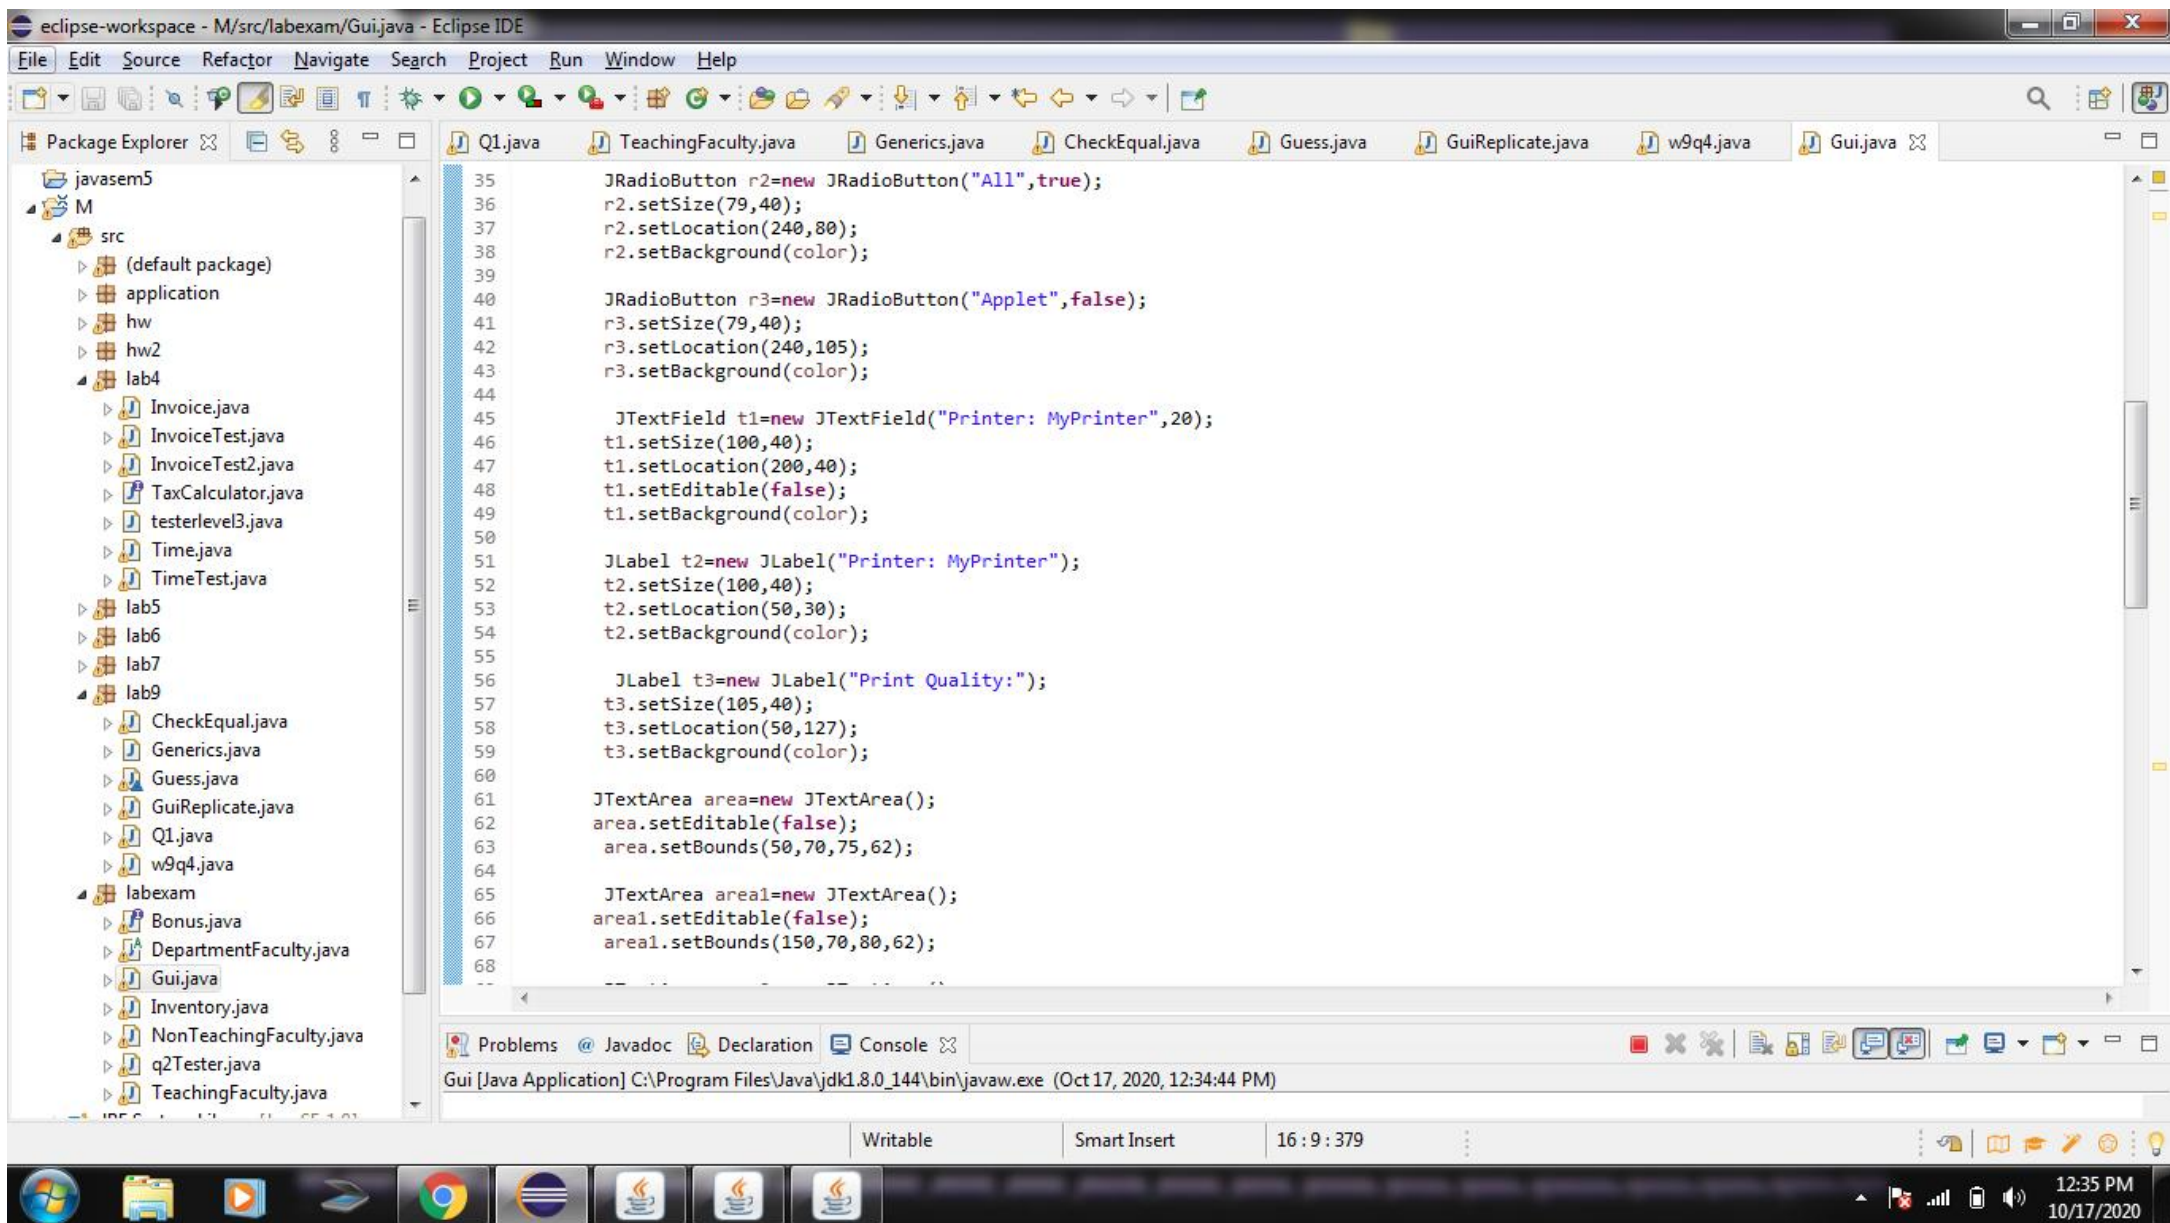 eclipse-workspace - M/src/labexam/Gui.java - Eclipse IDE
File Edit Source Refactor Navigate Search Project Run Window Help
Package Explorer
javasem5
M
src
(default package)
application
hw
hw2
lab4
Invoice.java
InvoiceTest.java
InvoiceTest2.java
TaxCalculator.java
testerlevel3.java
Time.java
TimeTest.java
lab5
lab6
lab7
lab9
CheckEqual.java
Generics.java
Guess.java
GuiReplicate.java
Q1.java
w9q4.java
labexam
Bonus.java
DepartmentFaculty.java
Gui.java
Inventory.java
NonTeachingFaculty.java
q2Tester.java
TeachingFaculty.java
Q1.java TeachingFaculty.java Generics.java CheckEqual.java Guess.java GuiReplicate.java w9q4.java Gui.java
35 JRadioButton r2=new JRadioButton("All",true);
36 r2.setSize(79,40);
37 r2.setLocation(240,80);
38 r2.setBackground(color);
39
40 JRadioButton r3=new JRadioButton("Applet",false);
41 r3.setSize(79,40);
42 r3.setLocation(240,105);
43 r3.setBackground(color);
44
45 JTextField t1=new JTextField("Printer: MyPrinter",20);
46 t1.setSize(100,40);
47 t1.setLocation(200,40);
48 t1.setEditable(false);
49 t1.setBackground(color);
50
51 JLabel t2=new JLabel("Printer: MyPrinter");
52 t2.setSize(100,40);
53 t2.setLocation(50,30);
54 t2.setBackground(color);
55
56 JLabel t3=new JLabel("Print Quality:");
57 t3.setSize(105,40);
58 t3.setLocation(50,127);
59 t3.setBackground(color);
60
61 JTextArea area=new JTextArea();
62 area.setEditable(false);
63 area.setBounds(50,70,75,62);
64
65 JTextArea area1=new JTextArea();
66 area1.setEditable(false);
67 area1.setBounds(150,70,80,62);
68
Problems @ Javadoc Declaration Console
Gui [Java Application] C:\Program Files\Java\jdk1.8.0_144\bin\javaw.exe (Oct 17, 2020, 12:34:44 PM)
Writable Smart Insert 16 : 9 : 379
12:35 PM
10/17/2020